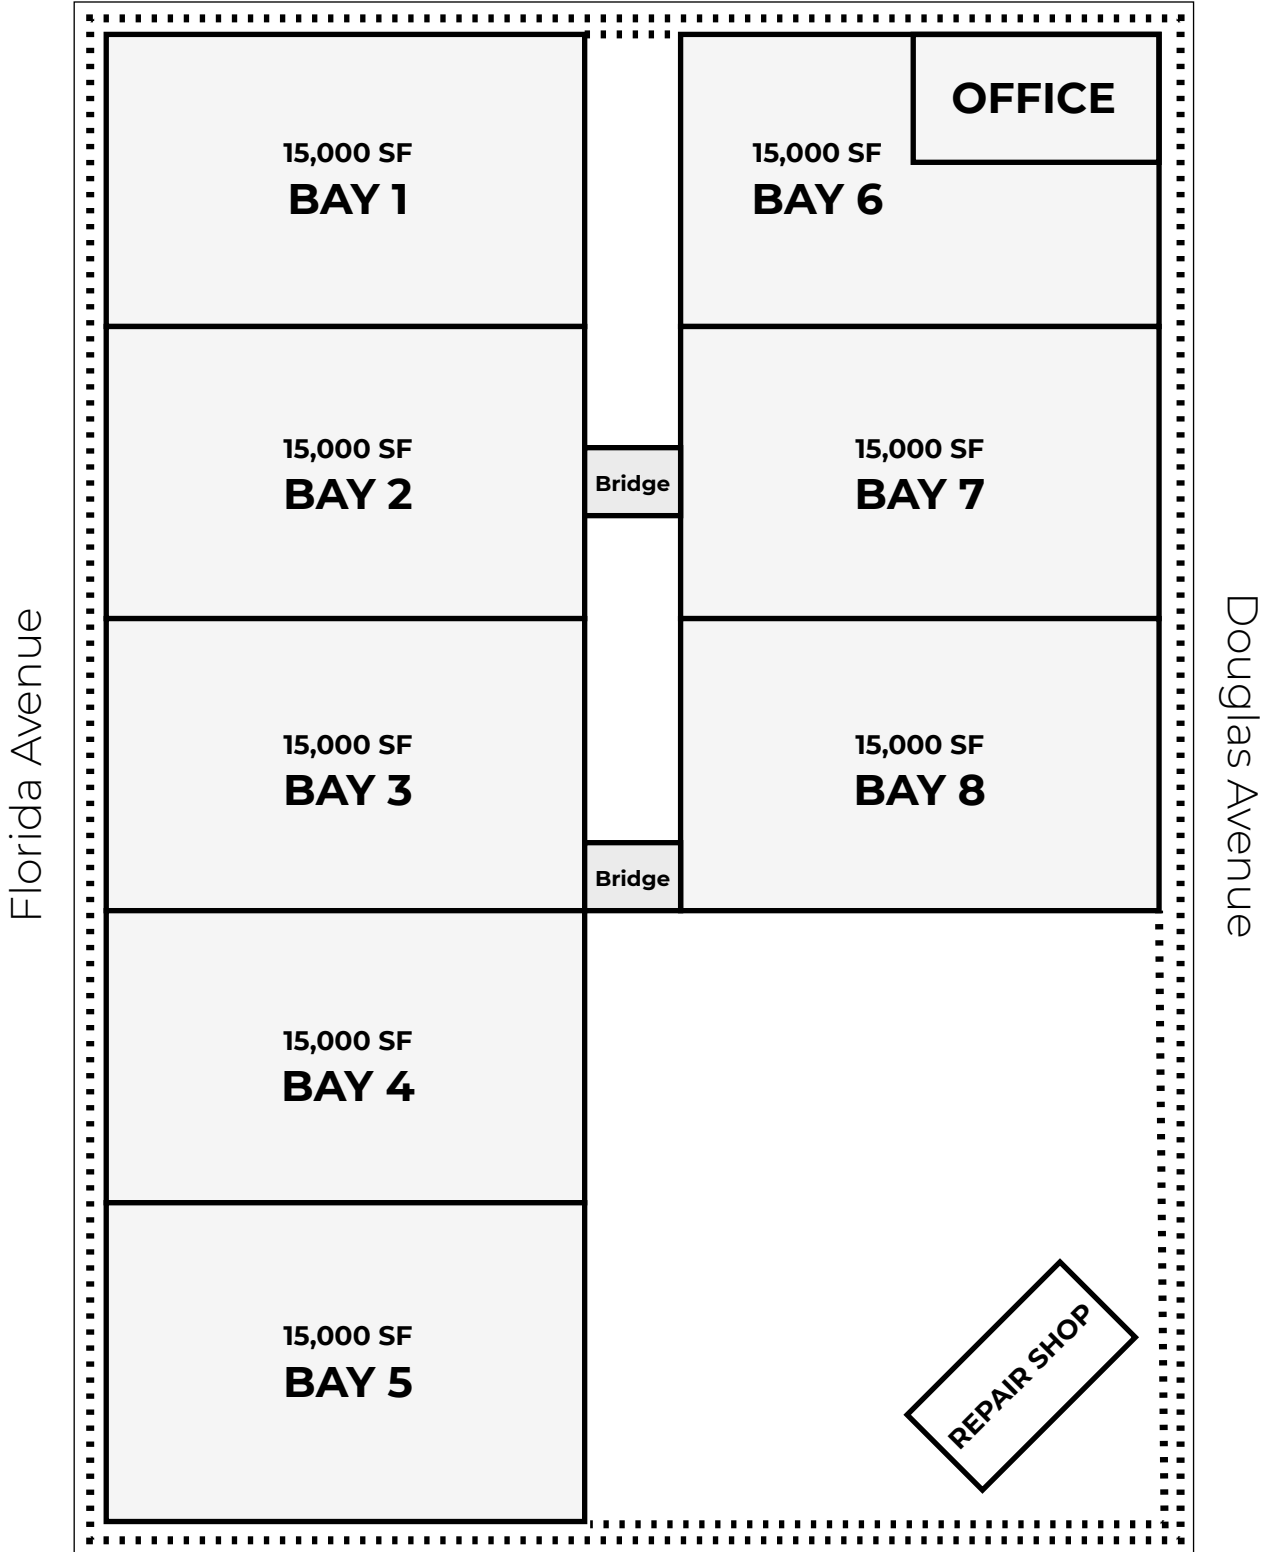 OFFICE
15,000 SF
BAY 1
15,000 SF
BAY 6
15,000 SF
BAY 2
Bridge
15,000 SF
BAY 7
Florida Avenue
Douglas Avenue
15,000 SF
BAY 3
15,000 SF
BAY 8
Bridge
15,000 SF
BAY 4
15,000 SF
BAY 5
REPAIR SHOP